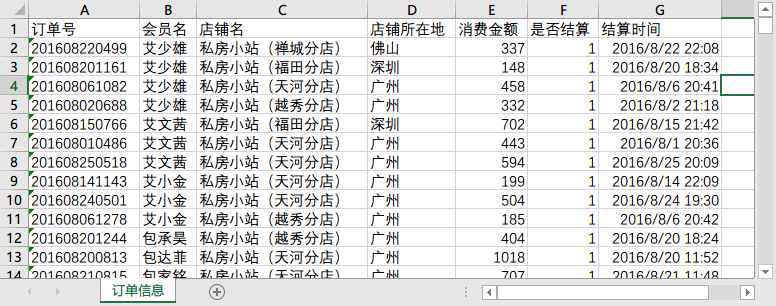 A B C D E F G
1 订单号 会员名 店铺名 店铺所在地 消费金额 是否结算 结算时间
2 201608220499 艾少雄 私房小站（禅城分店） 佛山 337 1 2016/8/22 22:08
3 201608201161 艾少雄 私房小站（福田分店） 深圳 148 1 2016/8/20 18:34
4 201608061082 艾少雄 私房小站（天河分店） 广州 458 1 2016/8/6 20:41
5 201608020688 艾少雄 私房小站（越秀分店） 广州 332 1 2016/8/2 21:18
6 201608150766 艾文茜 私房小站（福田分店） 深圳 702 1 2016/8/15 21:42
7 201608010486 艾文茜 私房小站（天河分店） 广州 443 1 2016/8/1 20:36
8 201608250518 艾文茜 私房小站（天河分店） 广州 594 1 2016/8/25 20:09
9 201608141143 艾小金 私房小站（天河分店） 广州 199 1 2016/8/14 22:09
10 201608240501 艾小金 私房小站（天河分店） 广州 504 1 2016/8/24 19:30
11 201608061278 艾小金 私房小站（越秀分店） 广州 185 1 2016/8/6 20:42
12 201608201244 包承昊 私房小站（越秀分店） 广州 404 1 2016/8/20 18:24
13 201608200813 包达菲 私房小站（天河分店） 广州 1018 1 2016/8/20 11:52
14 201608210815 包家铭 私房小站（天河分店） 广州 707 1 2016/8/21 11:48
订单信息